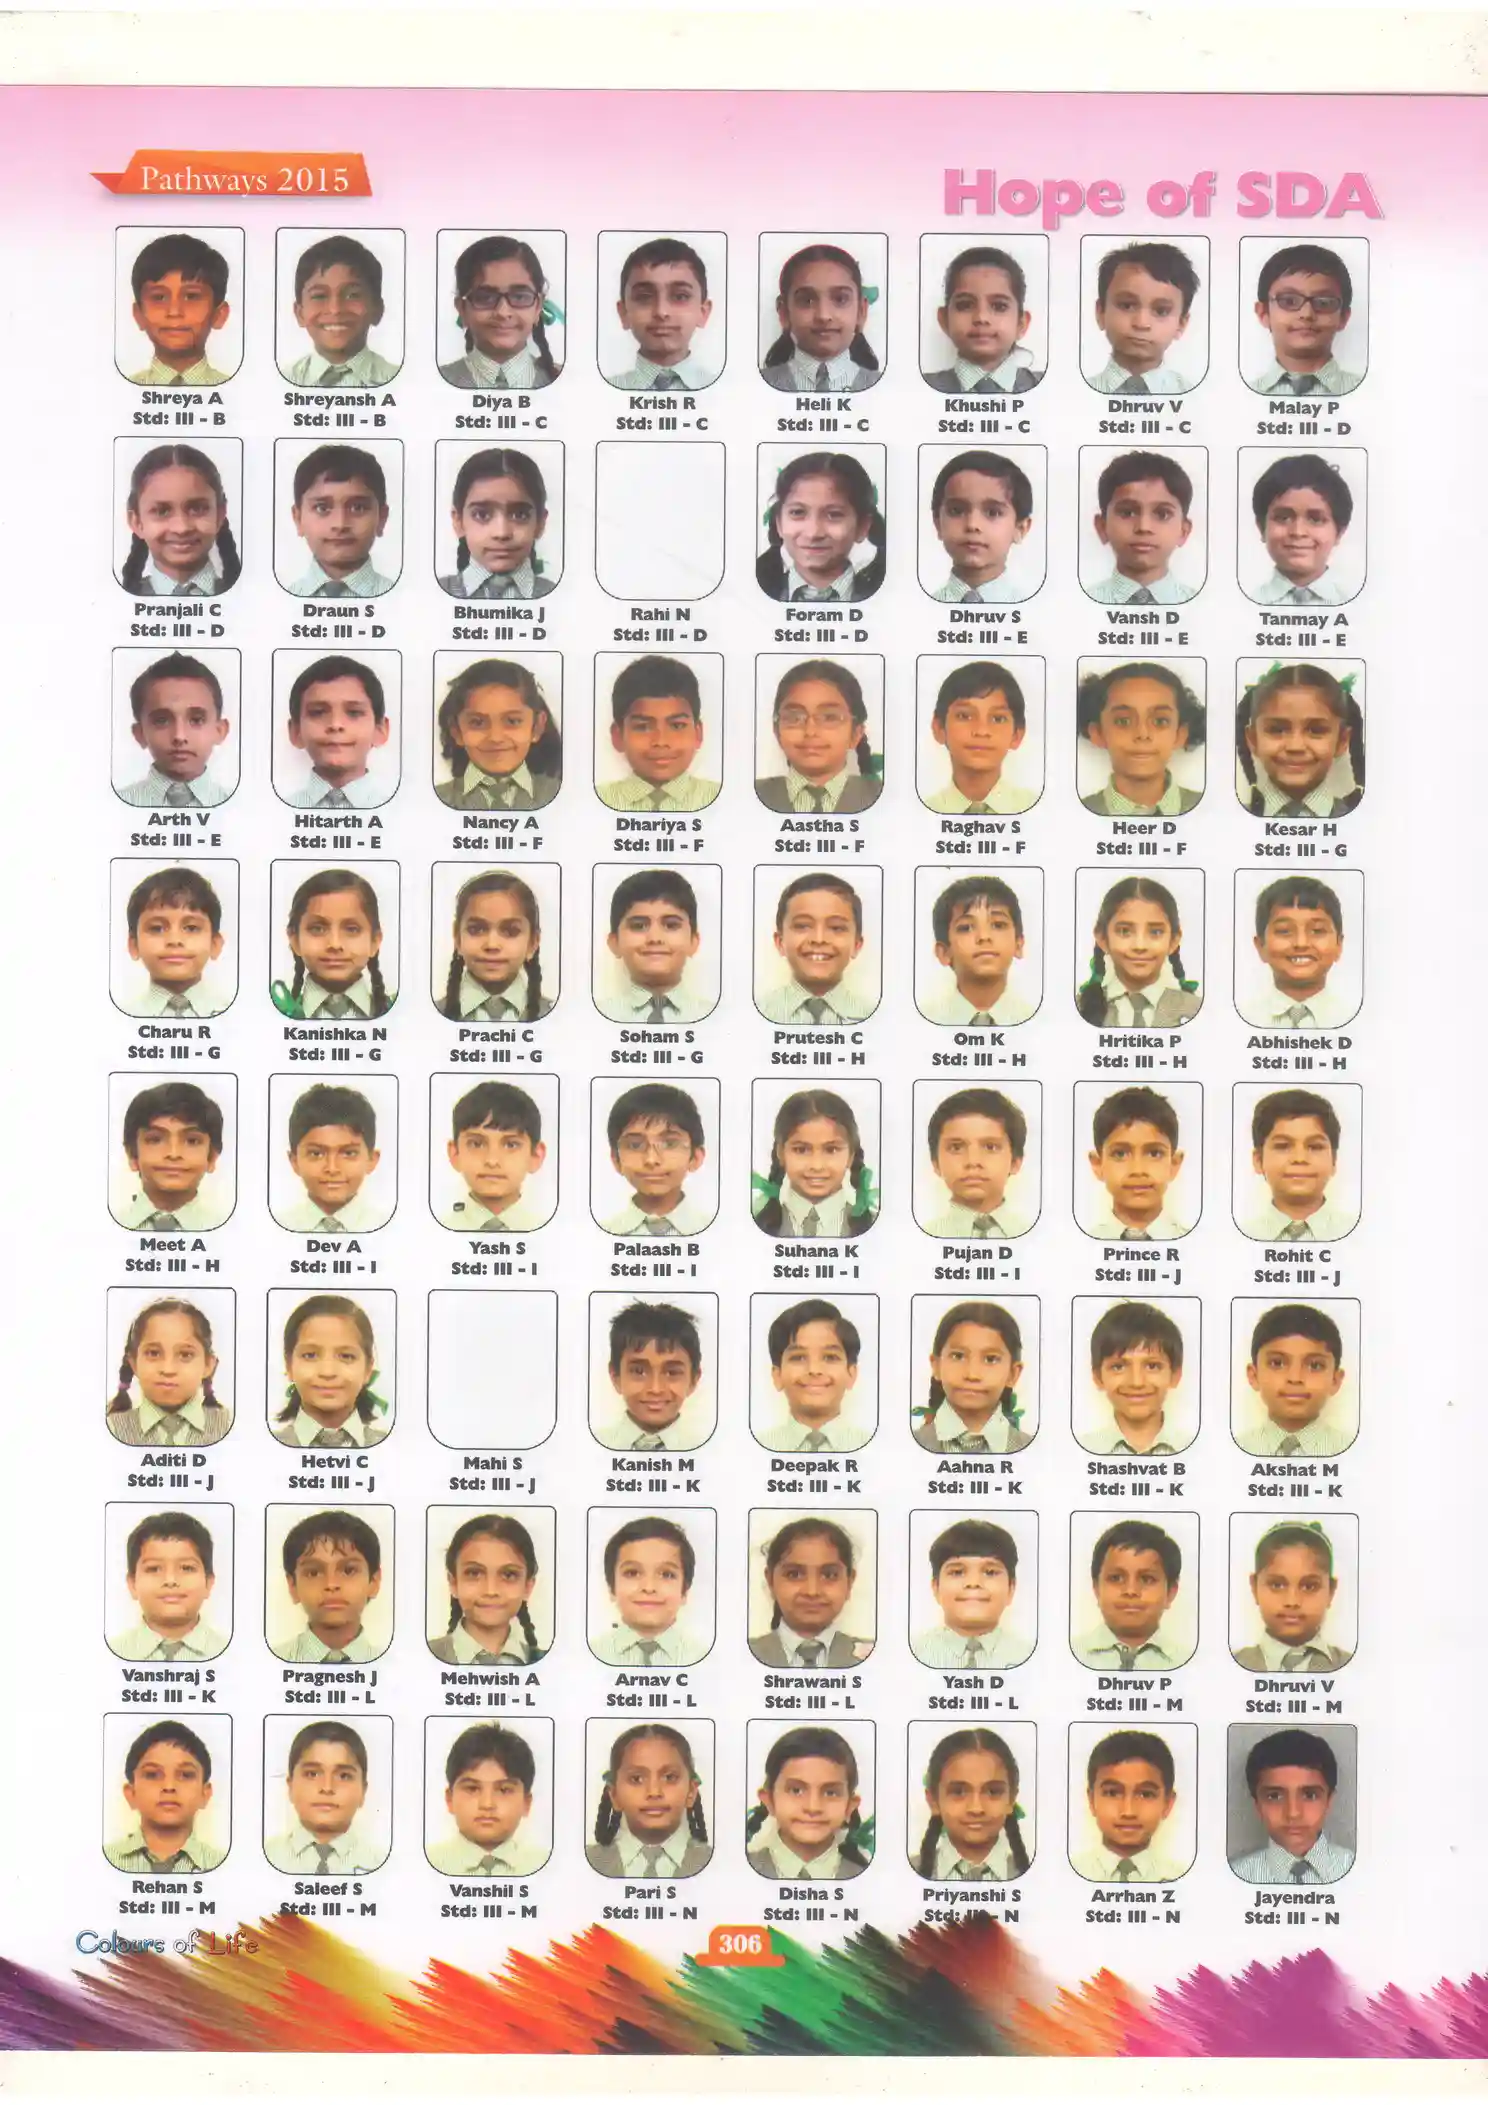 Pathways 2015
Hope of SDA
Shreya A
Std: III - B
Shreyansh A
Std: III - B
Diya B
Std: III - C
Krish R
Std: III - C
Heli K
Std: III - C
Khushi P
Std: III - C
Dhruv V
Std: III - C
Malay P
Std: III - D
Pranjali C
Std: III - D
Draun S
Std: III - D
Bhumika J
Std: III - D
Rahi N
Std: III - D
Foram D
Std: III - D
Dhruv S
Std: III - E
Vansh D
Std: III - E
Tanmay A
Std: III - E
Arth V
Std: III - E
Hitarth A
Std: III - E
Nancy A
Std: III - F
Dhariya S
Std: III - F
Aastha S
Std: III - F
Raghav S
Std: III - F
Heer D
Std: III - F
Kesar H
Std: III - G
Charu R
Std: III - G
Kanishka N
Std: III - G
Prachi C
Std: III - G
Soham S
Std: III - G
Prutesh C
Std: III - H
Om K
Std: III - H
Hritika P
Std: III - H
Abhishek D
Std: III - H
Meet A
Std: III - H
Dev A
Std: III - I
Yash S
Std: III - I
Palaash B
Std: III - I
Suhana K
Std: III - I
Pujan D
Std: III - I
Prince R
Std: III - J
Rohit C
Std: III - J
Aditi D
Std: III - J
Hetvi C
Std: III - J
Mahi S
Std: III - J
Kanish M
Std: III - K
Deepak R
Std: III - K
Aahna R
Std: III - K
Shashvat B
Std: III - K
Akshat M
Std: III - K
Vanshraj S
Std: III - K
Pragnesh J
Std: III - L
Mehwish A
Std: III - L
Arnav C
Std: III - L
Shrawani S
Std: III - L
Yash D
Std: III - L
Dhruv P
Std: III - M
Dhruvi V
Std: III - M
Rehan S
Std: III - M
Saleef S
Std: III - M
Vanshil S
Std: III - M
Pari S
Std: III - N
Disha S
Std: III - N
Priyanshi S
Std: III - N
Arrhan Z
Std: III - N
Jayendra
Std: III - N
Colours of Life
306